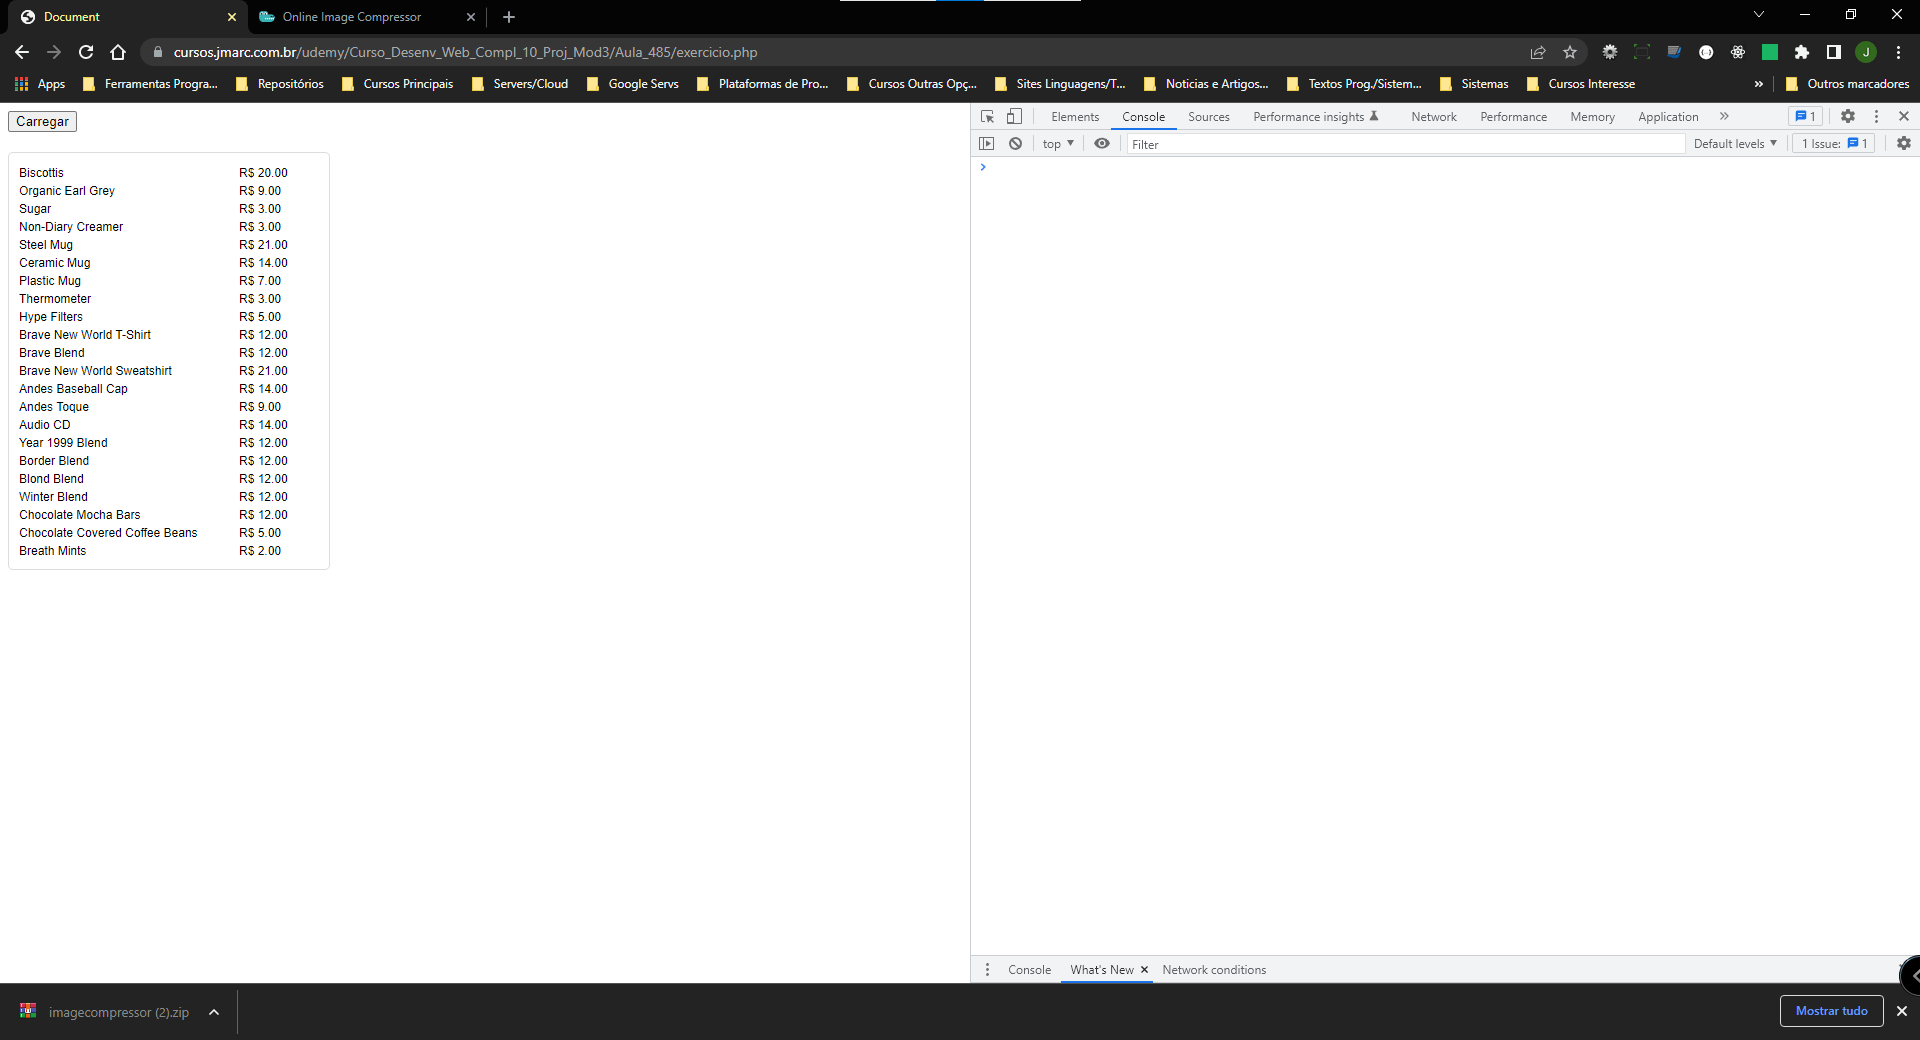 Document
Online Image Compressor
cursos.jmarc.com.br/udemy/Curso_Desenv_Web_Compl_10_Proj_Mod3/Aula_485/exercicio.php
J
Apps Ferramentas Progra... Repositórios Cursos Principais Servers/Cloud Google Servs Plataformas de Pro... Cursos Outras Opç... Sites Linguagens/T... Noticias e Artigos... Textos Prog./Sistem... Sistemas Cursos Interesse » Outros marcadores
Carregar
Biscottis R$ 20.00
Organic Earl Grey R$ 9.00
Sugar R$ 3.00
Non-Diary Creamer R$ 3.00
Steel Mug R$ 21.00
Ceramic Mug R$ 14.00
Plastic Mug R$ 7.00
Thermometer R$ 3.00
Hype Filters R$ 5.00
Brave New World T-Shirt R$ 12.00
Brave Blend R$ 12.00
Brave New World Sweatshirt R$ 21.00
Andes Baseball Cap R$ 14.00
Andes Toque R$ 9.00
Audio CD R$ 14.00
Year 1999 Blend R$ 12.00
Border Blend R$ 12.00
Blond Blend R$ 12.00
Winter Blend R$ 12.00
Chocolate Mocha Bars R$ 12.00
Chocolate Covered Coffee Beans R$ 5.00
Breath Mints R$ 2.00
Elements Console Sources Performance insights Network Performance Memory Application » 1
top Filter Default levels 1 Issue: 1
Console What's New Network conditions
imagecompressor (2).zip
Mostrar tudo